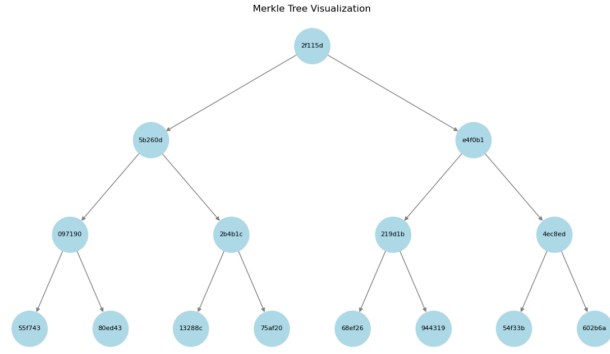 Merkle Tree Visualization
2f115d
5b260d
e4f0b1
097190
2b4b1c
219d1b
4ec8ed
55f743
80ed43
13288c
75af20
68ef26
944319
54f33b
602b6a